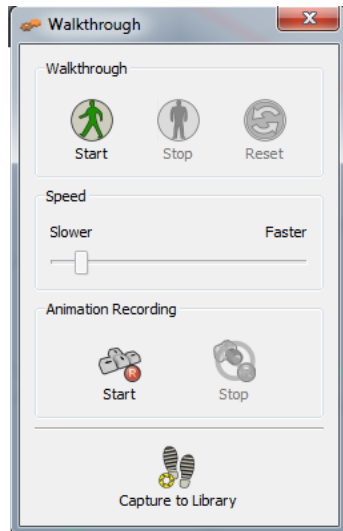 Walkthrough
Walkthrough
Start Stop Reset
Speed
Slower Faster
Animation Recording
R
Start Stop
Capture to Library